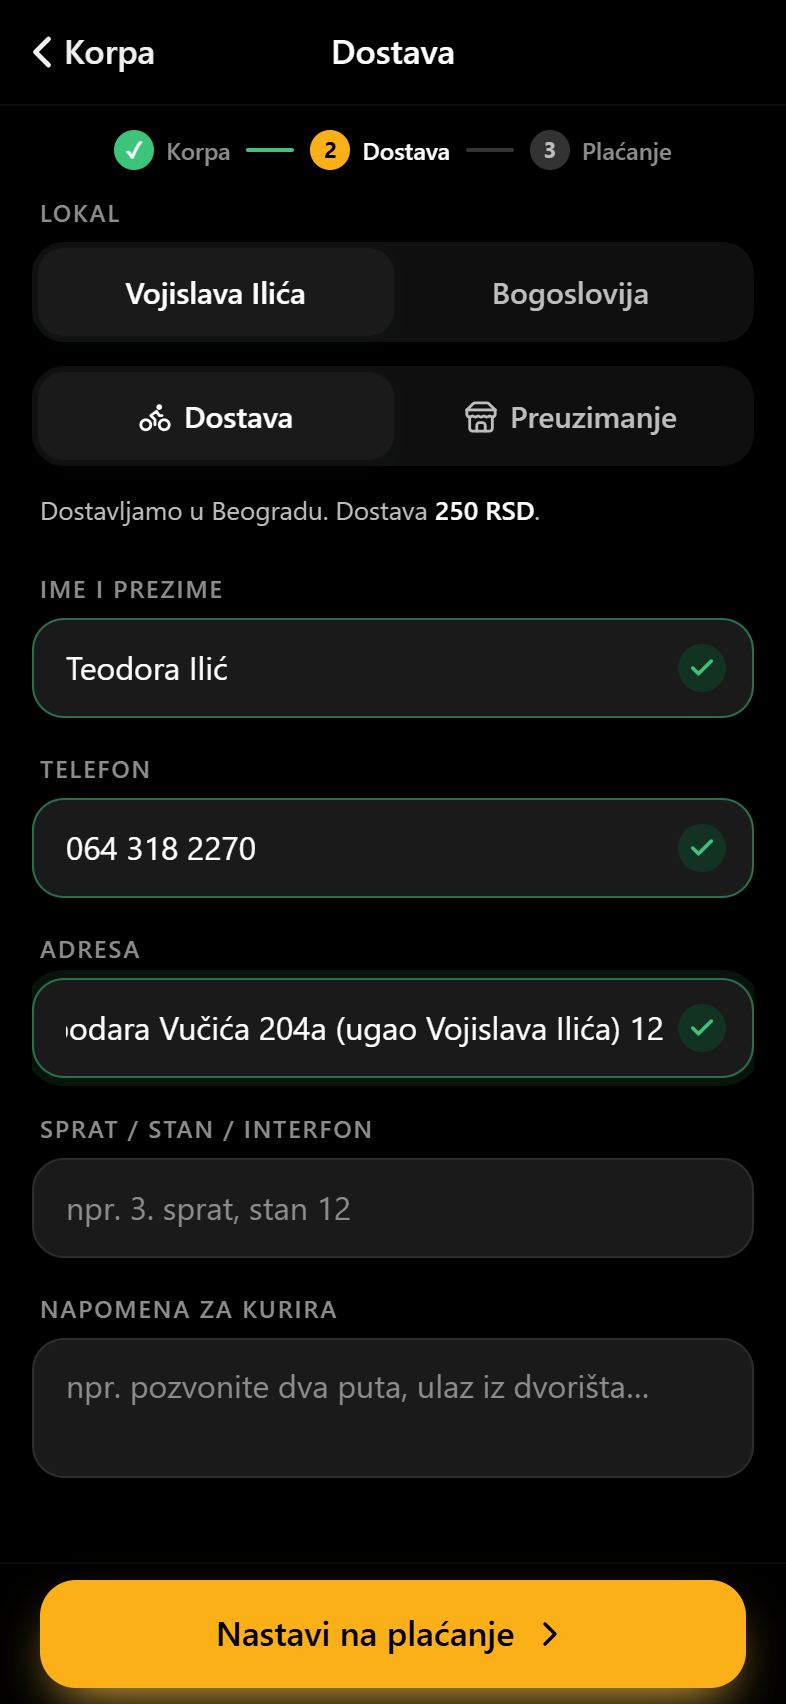 Korpa
Dostava
Korpa
2
Dostava
3
Plaćanje
LOKAL
Vojislava Ilića
Bogoslovija
Dostava
Preuzimanje
Dostavljamo u Beogradu. Dostava 250 RSD.
IME I PREZIME
Teodora Ilić
TELEFON
064 318 2270
ADRESA
Vučića 204a (ugao Vojislava Ilića) 12
SPRAT / STAN / INTERFON
npr. 3. sprat, stan 12
NAPOMENA ZA KURIRA
npr. pozvonite dva puta, ulaz iz dvorišta...
Nastavi na plaćanje